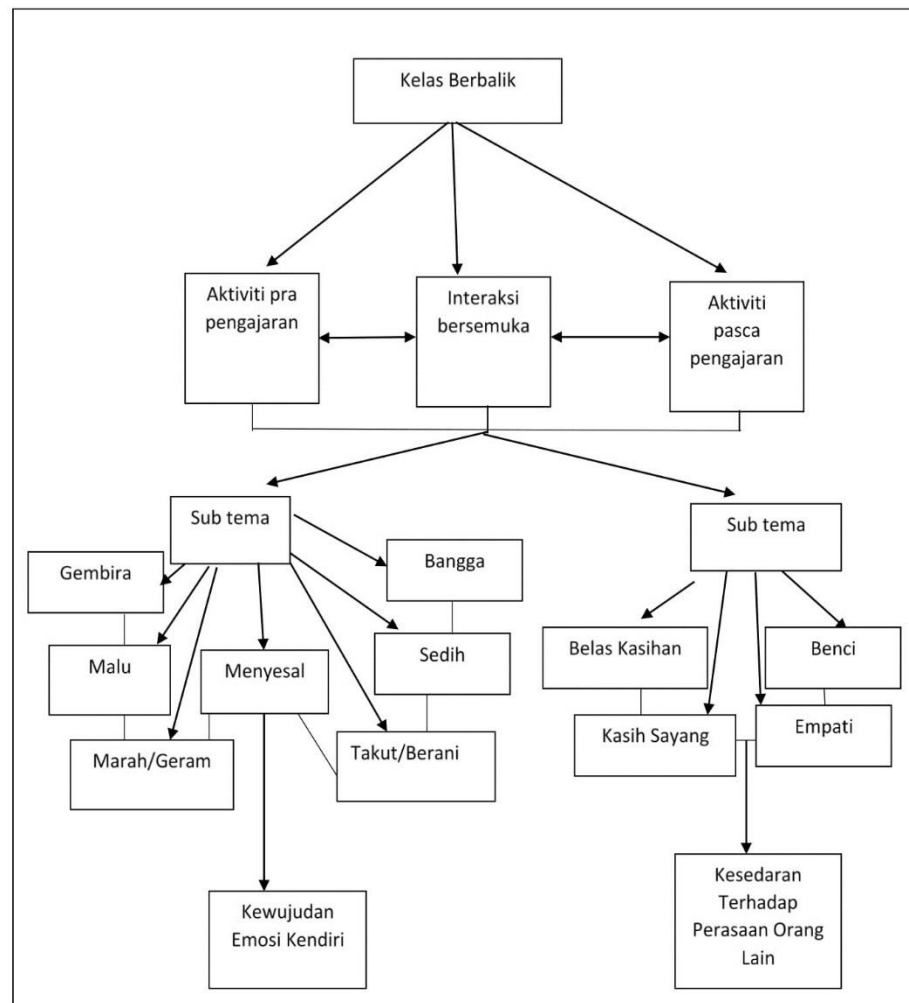 Kelas Berbalik
Aktiviti pra
pengajaran
Interaksi
bersemuka
Aktiviti
pasca
pengajaran
Sub tema
Sub tema
Gembira
Bangga
Malu
Menyesal
Sedih
Marah/Geram
Takut/Berani
Belas Kasihan
Benci
Kasih Sayang
Empati
Kewujudan
Emosi Kendiri
Kesedaran
Terhadap
Perasaan Orang
Lain